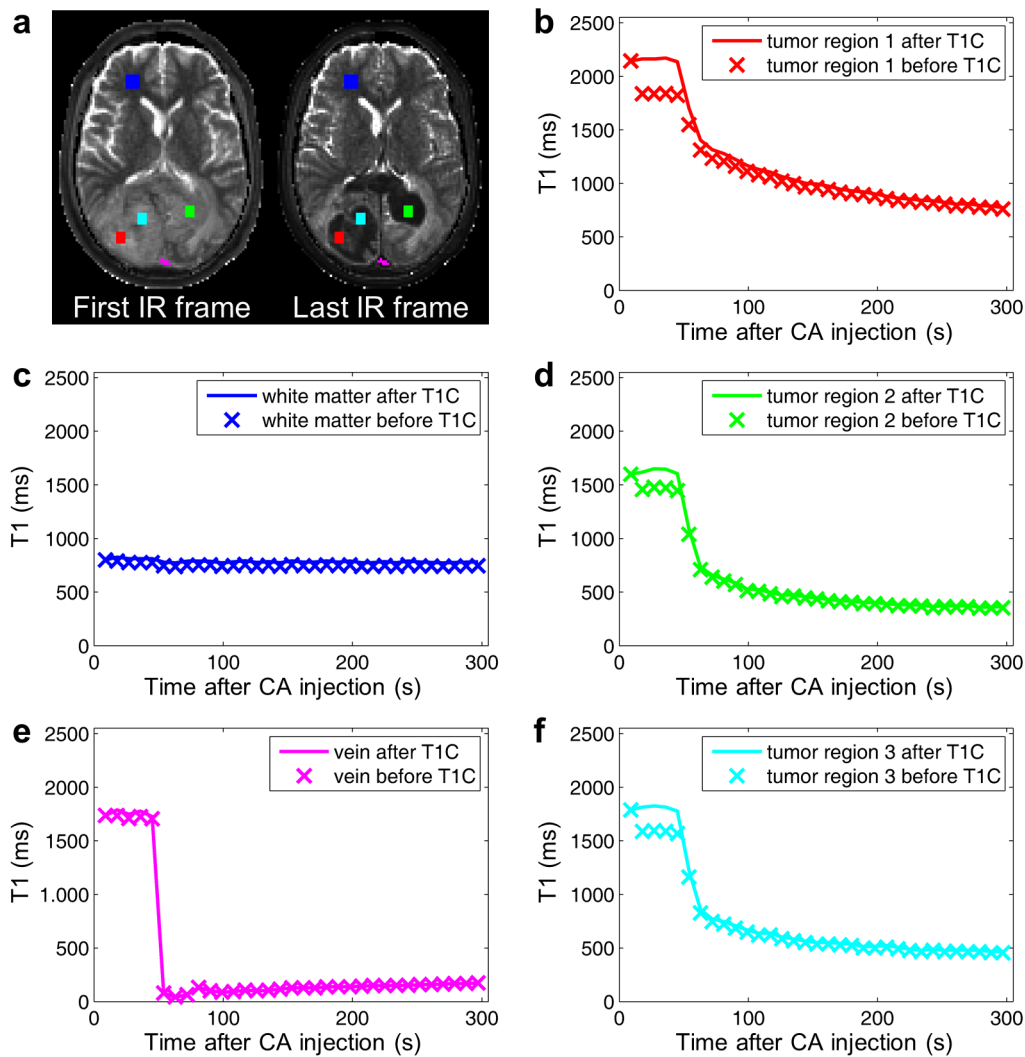 a
First IR frame
Last IR frame
b
2500
2000
1500
1000
500
0
T1 (ms)
tumor region 1 after T1C
tumor region 1 before T1C
0
100
200
300
Time after CA injection (s)
c
2500
2000
1500
1000
500
0
T1 (ms)
white matter after T1C
white matter before T1C
0
100
200
300
Time after CA injection (s)
d
2500
2000
1500
1000
500
0
T1 (ms)
tumor region 2 after T1C
tumor region 2 before T1C
0
100
200
300
Time after CA injection (s)
e
2500
2000
1500
1.000
500
0
T1 (ms)
vein after T1C
vein before T1C
0
100
200
300
Time after CA injection (s)
f
2500
2000
1500
1000
500
0
T1 (ms)
tumor region 3 after T1C
tumor region 3 before T1C
0
100
200
300
Time after CA injection (s)